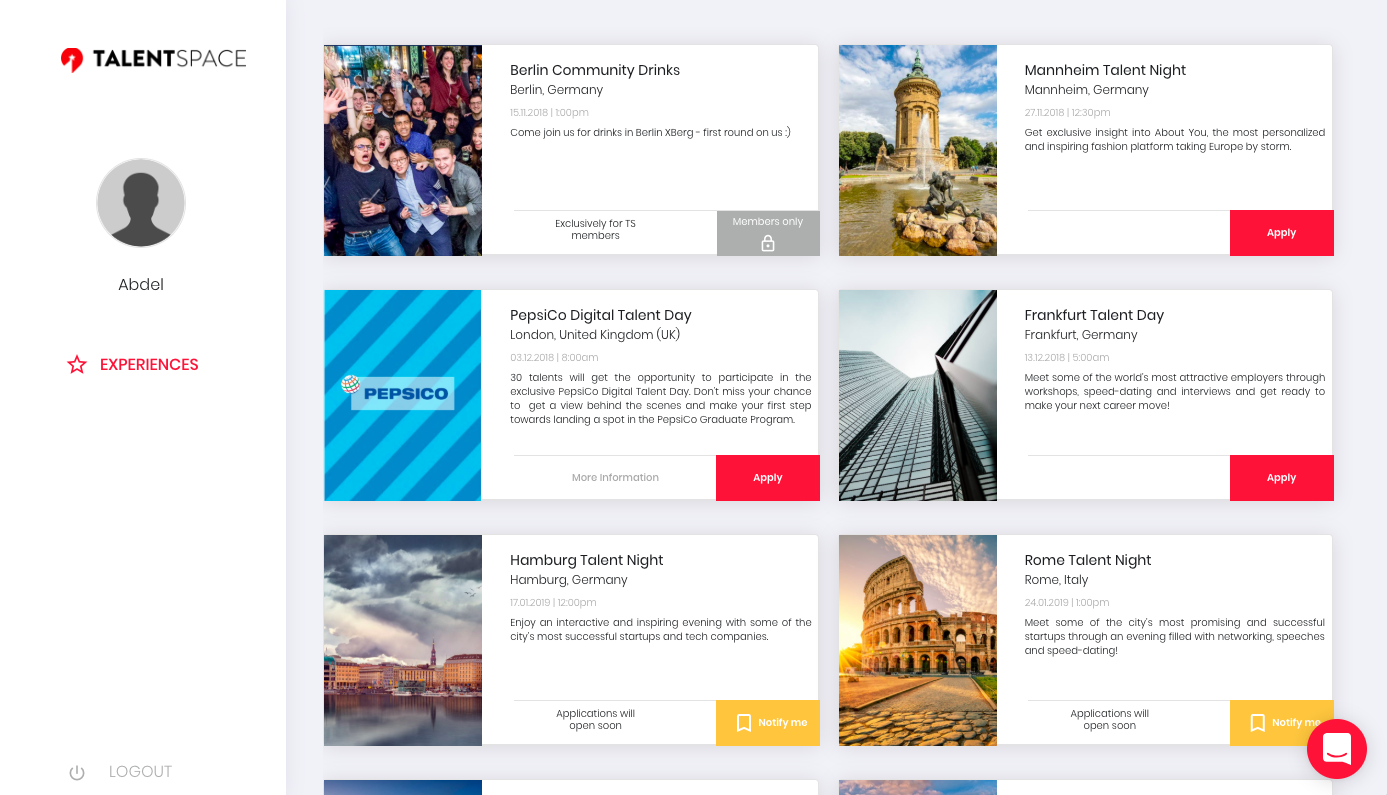 TALENTSPACE
Abdel
EXPERIENCES
LOGOUT
Berlin Community Drinks
Berlin, Germany
15.11.2018 | 1:00pm
Come join us for drinks in Berlin XBerg - first round on us :)
Exclusively for TS
members
Members only
Mannheim Talent Night
Mannheim, Germany
27.11.2018 | 12:30pm
Get exclusive insight into About You, the most personalized
and inspiring fashion platform taking Europe by storm.
Apply
PEPSICO
PepsiCo Digital Talent Day
London, United Kingdom (UK)
03.12.2018 | 8:00am
30 talents will get the opportunity to participate in the
exclusive PepsiCo Digital Talent Day. Don't miss your chance
to get a view behind the scenes and make your first step
towards landing a spot in the PepsiCo Graduate Program.
More Information
Apply
Frankfurt Talent Day
Frankfurt, Germany
13.12.2018 | 5:00am
Meet some of the world's most attractive employers through
workshops, speed-dating and interviews and get ready to
make your next career move!
Apply
Hamburg Talent Night
Hamburg, Germany
17.01.2019 | 12:00pm
Enjoy an interactive and inspiring evening with some of the
city's most successful startups and tech companies.
Applications will
open soon
Notify me
Rome Talent Night
Rome, Italy
24.01.2019 | 1:00pm
Meet some of the city's most promising and successful
startups through an evening filled with networking, speeches
and speed-dating!
Applications will
open soon
Notify me